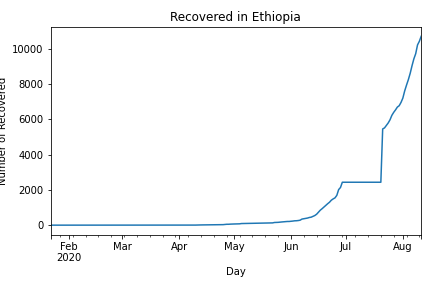 Recovered in Ethiopia
10000
8000
6000
4000
2000
0
Number of Recovered
Feb
2020
Mar
Apr
May
Jun
Jul
Aug
Day